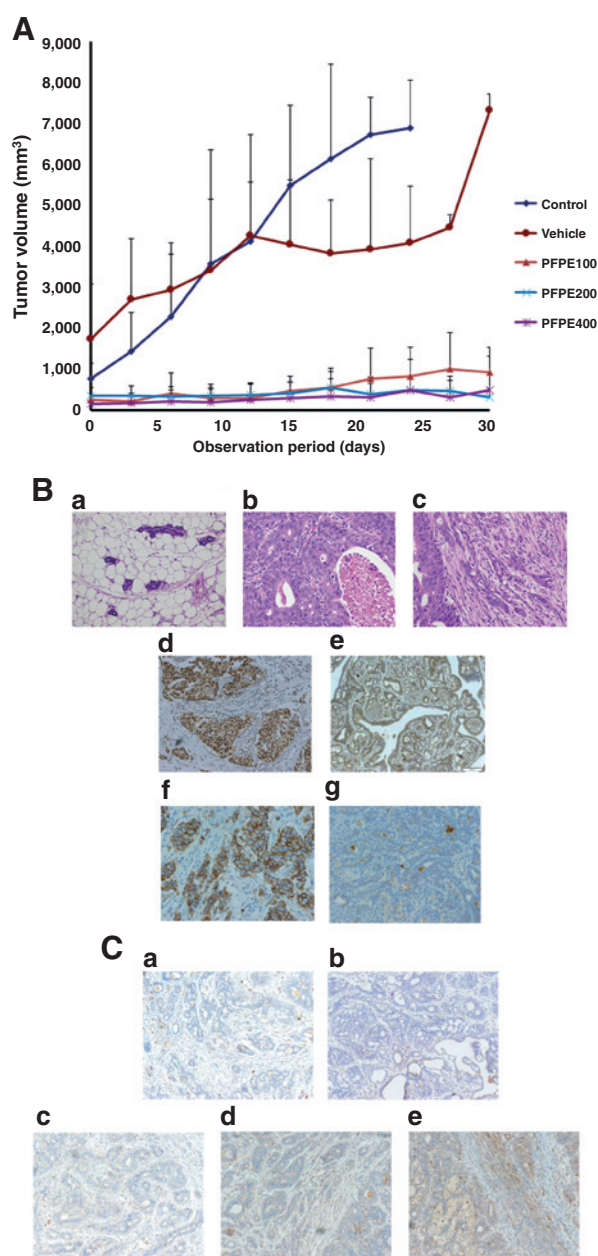 A
Tumor volume (mm³)
9,000
8,000
7,000
6,000
5,000
4,000
3,000
2,000
1,000
0
0 5 10 15 20 25 30
Observation period (days)
Control
Vehicle
PFPE100
PFPE200
PFPE400
B
a b c
d e
f g
C
a b
c d e